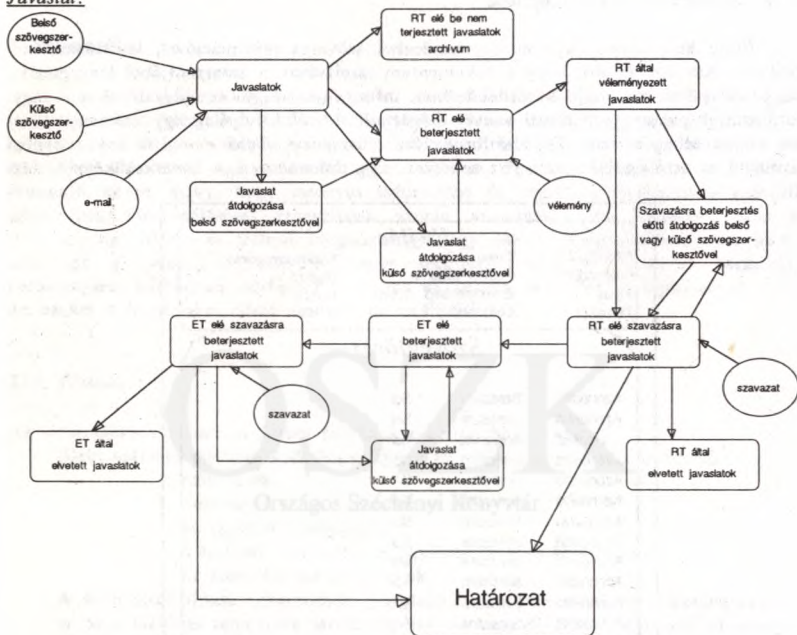 Javaslat:
Belső
szövegszer-
kesztő
Külső
szövegszer-
kesztő
e-mail
Javaslatok
RT elé be nem
terjesztett javaslatok
archívum
RT elé
beterjesztett
javaslatok
RT által
véleményezett
javaslatok
Javaslat
átdolgozása
belső szövegszerkesztővel
Javaslat
átdolgozása
külső szövegszerkesztővel
vélemény
Szavazásra beterjesztés
előtti átdolgozás belső
vagy külső szövegszer-
kesztővel
ET elé szavazásra
beterjesztett
javaslatok
ET elé
beterjesztett
javaslatok
RT elé szavazásra
beterjesztett
javaslatok
szavazat
szavazat
ET által
elvetett javaslatok
Javaslat
átdolgozása
külső szövegszerkesztővel
RT által
elvetett javaslatok
OSZK
Országos Széchényi Könyvtár
Határozat